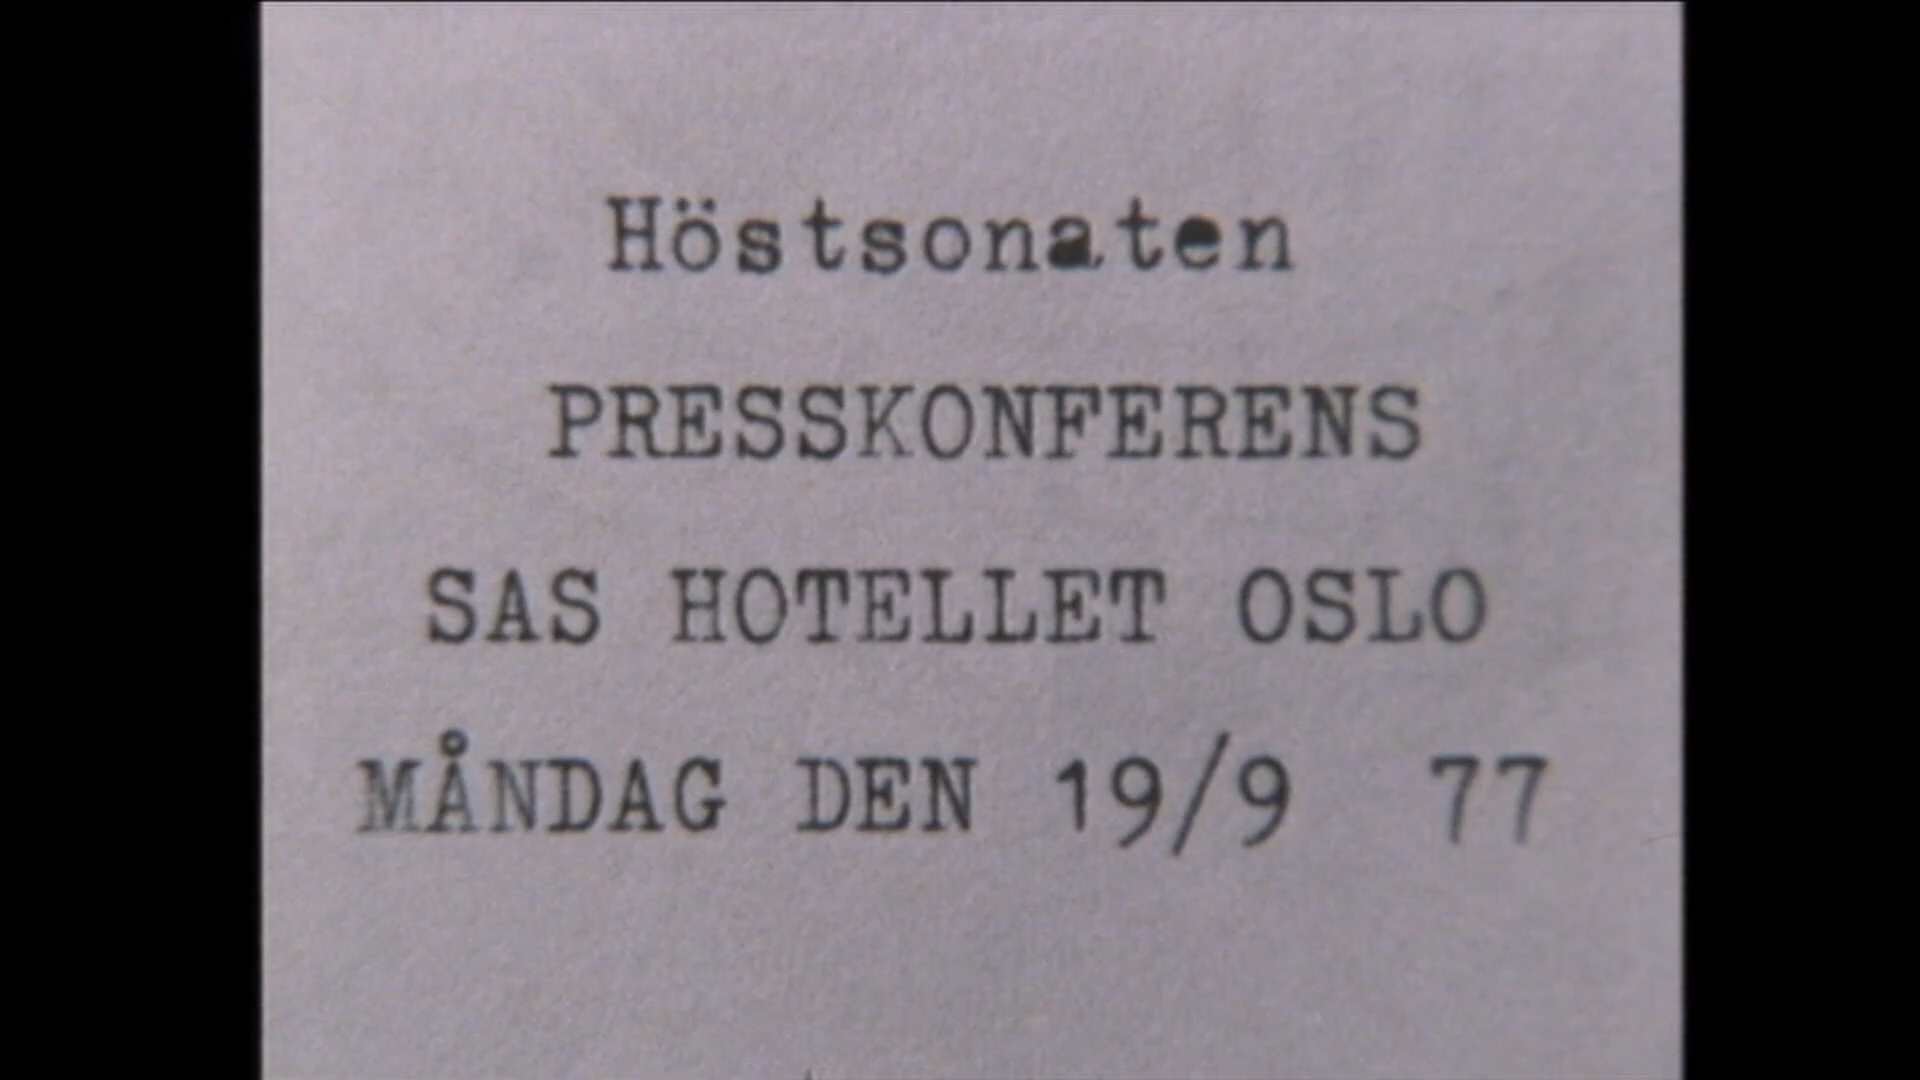 Höstsonaten
PRESSKONFERENS
SAS HOTELLET OSLO
MÅNDAG DEN 19/9 77